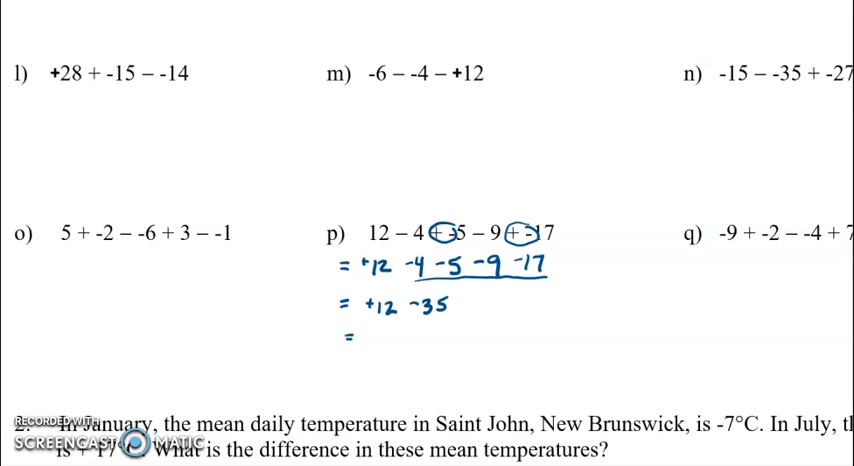 l) +28 + -15 – -14 m) -6 – -4 – +12 n) -15 – -35 + -27
o) 5 + -2 – -6 + 3 – -1 p) 12 – 4 + -5 – 9 + -17 q) -9 + -2 – -4 + 7
= +12 -4 -5 -9 -17
= +12 -35
=
2. In January, the mean daily temperature in Saint John, New Brunswick, is -7°C. In July, th
is + 17°C. What is the difference in these mean temperatures?
RECORDED WITH
SCREENCAST MATIC